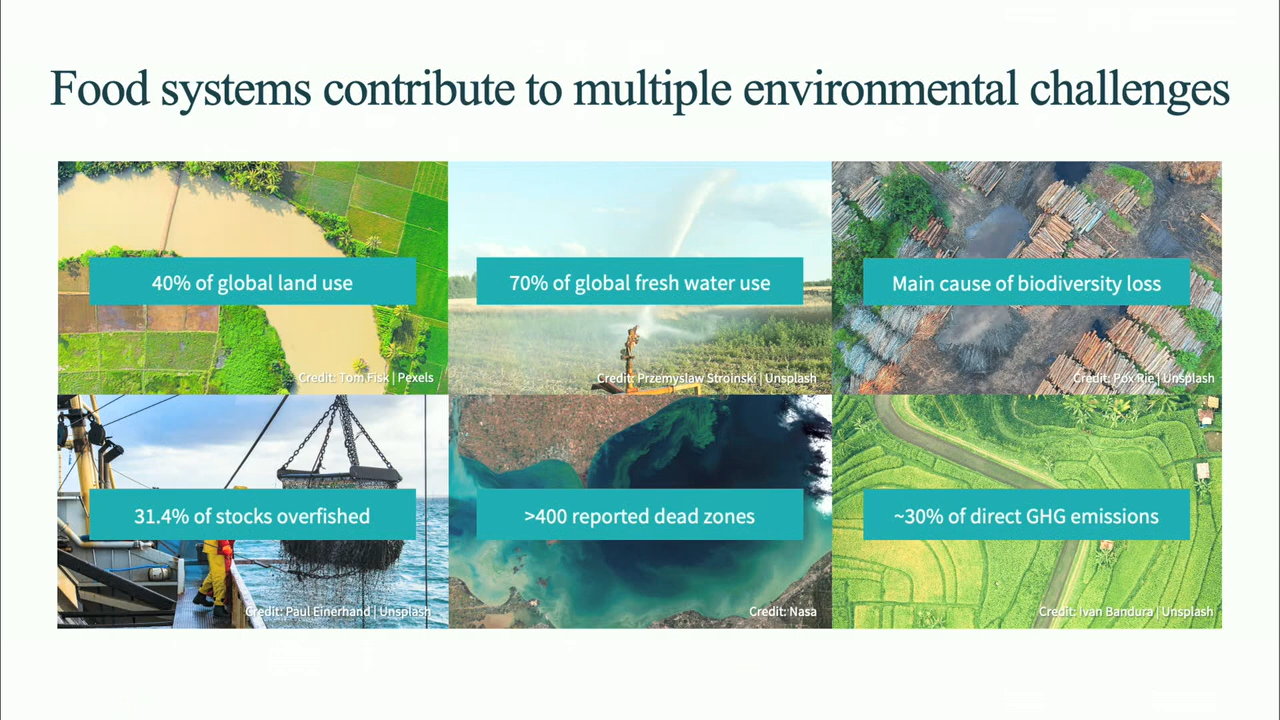 Food systems contribute to multiple environmental challenges
40% of global land use
70% of global fresh water use
Main cause of biodiversity loss
Credit: Tom Fisk | Pexels
Credit: Przemyslaw Stroinski | Unsplash
Credit: Pox Rie | Unsplash
31.4% of stocks overfished
>400 reported dead zones
~30% of direct GHG emissions
Credit: Paul Einerhand | Unsplash
Credit: Nasa
Credit: Ivan Bandura | Unsplash